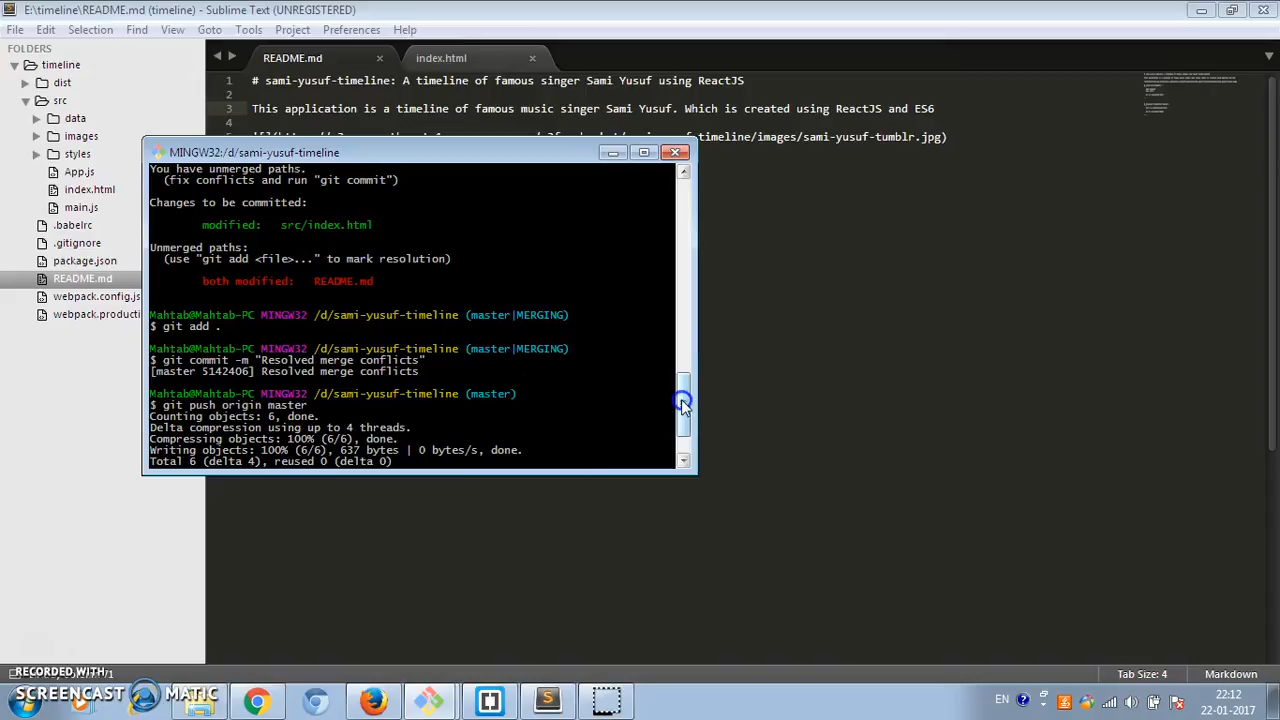 E:\timeline\README.md (timeline) - Sublime Text (UNREGISTERED)
File Edit Selection Find View Goto Tools Project Preferences Help
FOLDERS
timeline
dist
src
data
images
styles
App.js
index.html
main.js
.babelrc
.gitignore
package.json
README.md
webpack.config.js
webpack.producti
README.md
index.html
1 # sami-yusuf-timeline: A timeline of famous singer Sami Yusuf using ReactJS
2
3 This application is a timeline of famous music singer Sami Yusuf. Which is created using ReactJS and ES6
4
timeline/images/sami-yusuf-tumblr.jpg)
MINGW32:/d/sami-yusuf-timeline
You have unmerged paths.
(fix conflicts and run "git commit")
Changes to be committed:
modified: src/index.html
Unmerged paths:
(use "git add <file>..." to mark resolution)
both modified: README.md
Mahtab@Mahtab-PC MINGW32 /d/sami-yusuf-timeline (master|MERGING)
$ git add .
Mahtab@Mahtab-PC MINGW32 /d/sami-yusuf-timeline (master|MERGING)
$ git commit -m "Resolved merge conflicts"
[master 5142406] Resolved merge conflicts
Mahtab@Mahtab-PC MINGW32 /d/sami-yusuf-timeline (master)
$ git push origin master
Counting objects: 6, done.
Delta compression using up to 4 threads.
Compressing objects: 100% (6/6), done.
Writing objects: 100% (6/6), 637 bytes | 0 bytes/s, done.
Total 6 (delta 4), reused 0 (delta 0)
Tab Size: 4
Markdown
RECORDED WITH
SCREENCAST MATIC
EN
22:12
22-01-2017